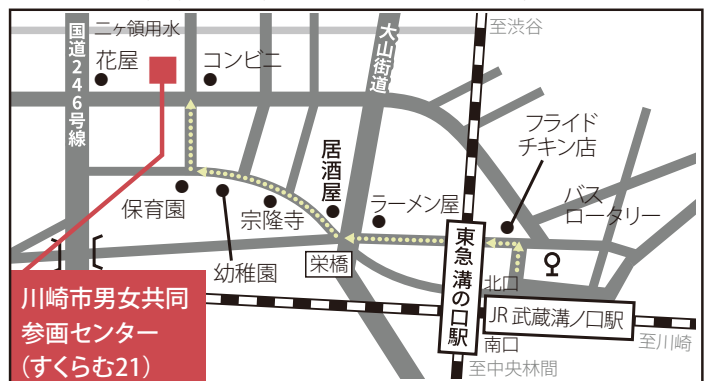 二ヶ領用水
至渋谷
国道246号線
大山街道
花屋
コンビニ
フライド
チキン店
居酒屋
保育園
宗隆寺
ラーメン屋
バス
ロータリー
幼稚園
栄橋
東急 溝の口駅
北口
川崎市男女共同
参画センター
(すくらむ21)
JR 武蔵溝ノ口駅
南口
至川崎
至中央林間